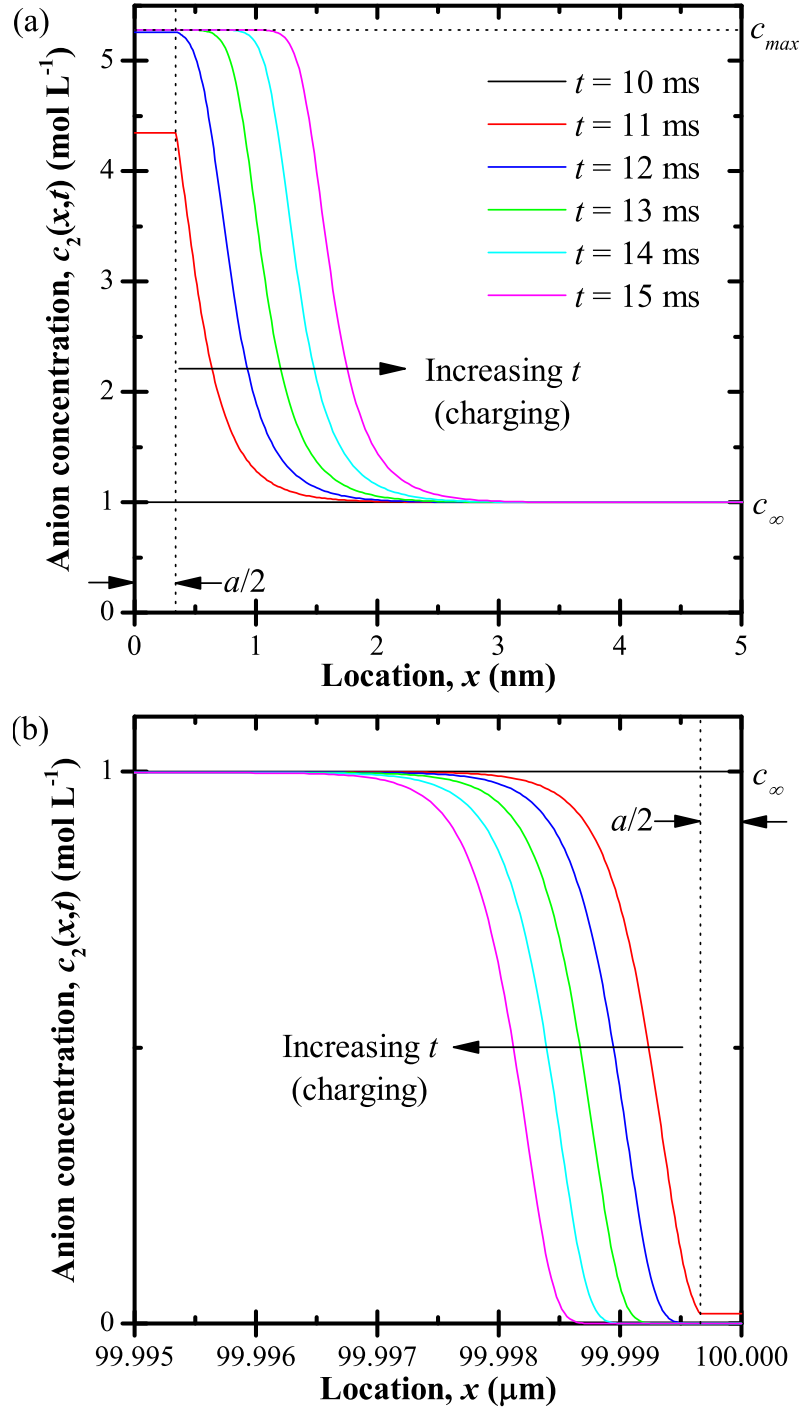 (a)
c_max
5
4
3
2
1
0
Anion concentration, c₂(x,t) (mol L⁻¹)
t = 10 ms
t = 11 ms
t = 12 ms
t = 13 ms
t = 14 ms
t = 15 ms
Increasing t
(charging)
c_∞
a/2
0 1 2 3 4 5
Location, x (nm)
(b)
1
0
Anion concentration, c₂(x,t) (mol L⁻¹)
c_∞
a/2
Increasing t
(charging)
99.995 99.996 99.997 99.998 99.999 100.000
Location, x (μm)